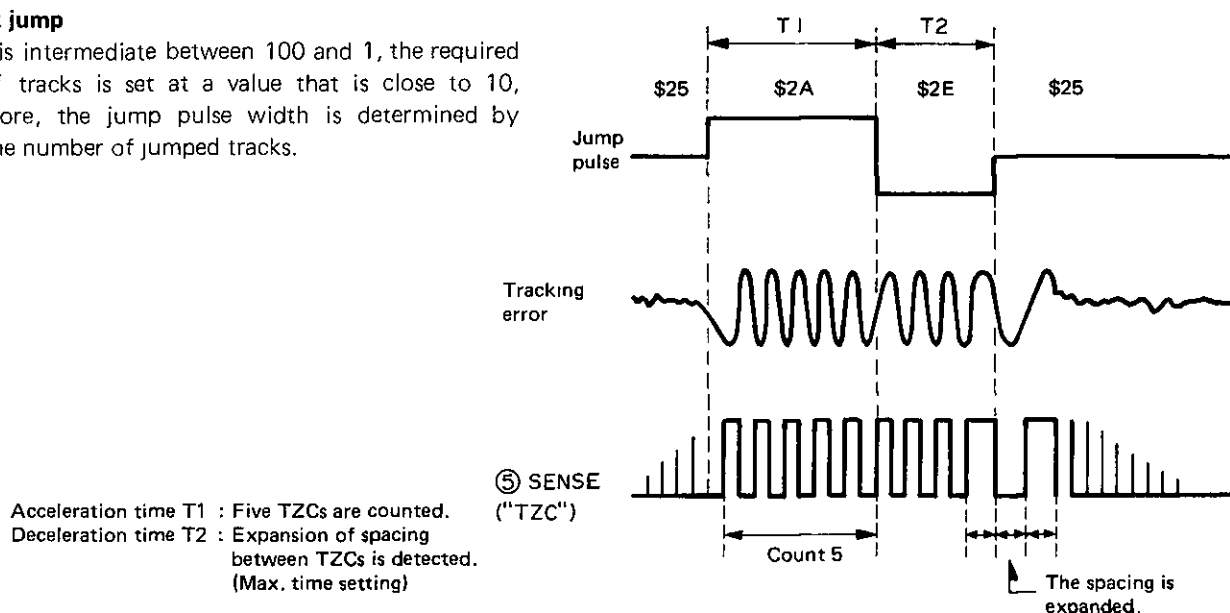 jump
is intermediate between 100 and 1, the required
tracks is set at a value that is close to 10,
ore, the jump pulse width is determined by
he number of jumped tracks.
T1 T2
$25 $2A $2E $25
Jump
pulse
Tracking
error
⑤ SENSE
("TZC")
Count 5
The spacing is
expanded.
Acceleration time T1 : Five TZCs are counted.
Deceleration time T2 : Expansion of spacing
between TZCs is detected.
(Max. time setting)